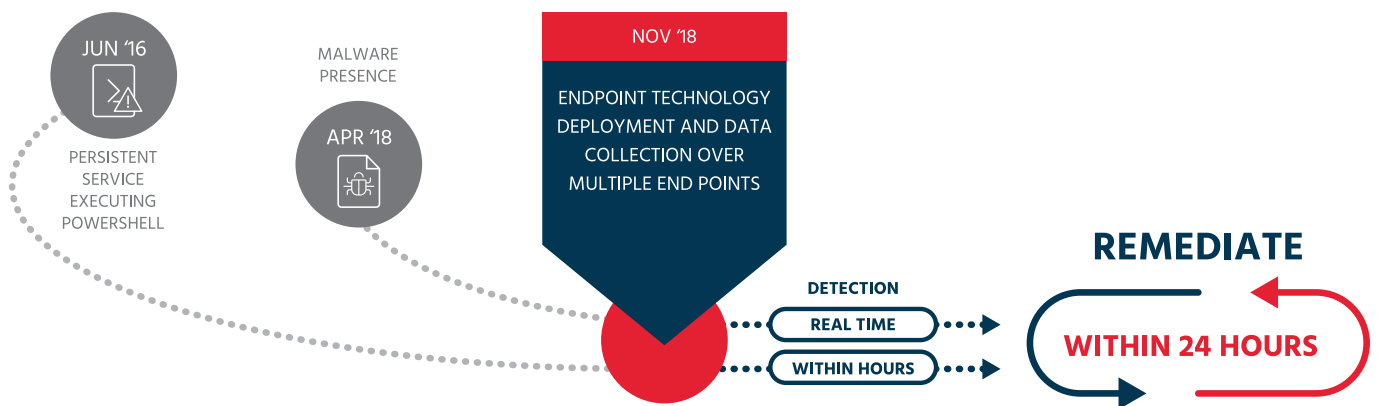 JUN ‘16
PERSISTENT
SERVICE
EXECUTING
POWERSHELL
MALWARE
PRESENCE
APR ‘18
NOV ‘18
ENDPOINT TECHNOLOGY
DEPLOYMENT AND DATA
COLLECTION OVER
MULTIPLE END POINTS
DETECTION
REAL TIME
WITHIN HOURS
REMEDIATE
WITHIN 24 HOURS